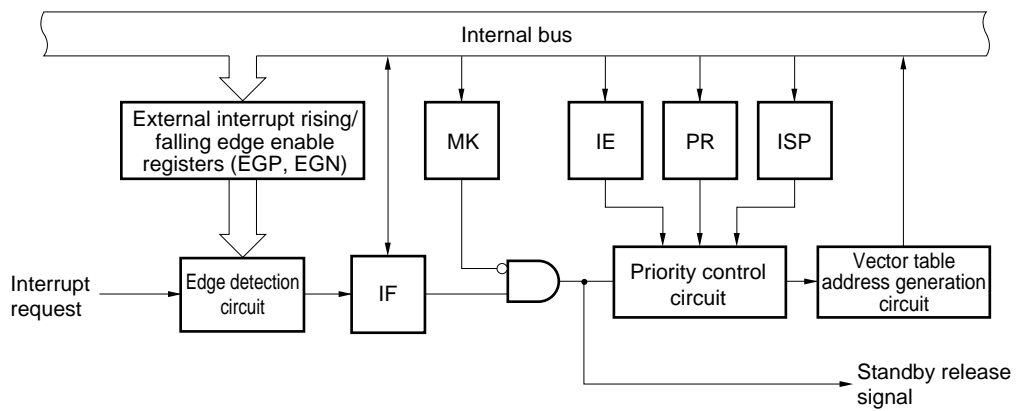 Internal bus
External interrupt rising/
falling edge enable
registers (EGP, EGN)
MK
IE
PR
ISP
Interrupt
request
Edge detection
circuit
IF
Priority control
circuit
Vector table
address generation
circuit
Standby release
signal